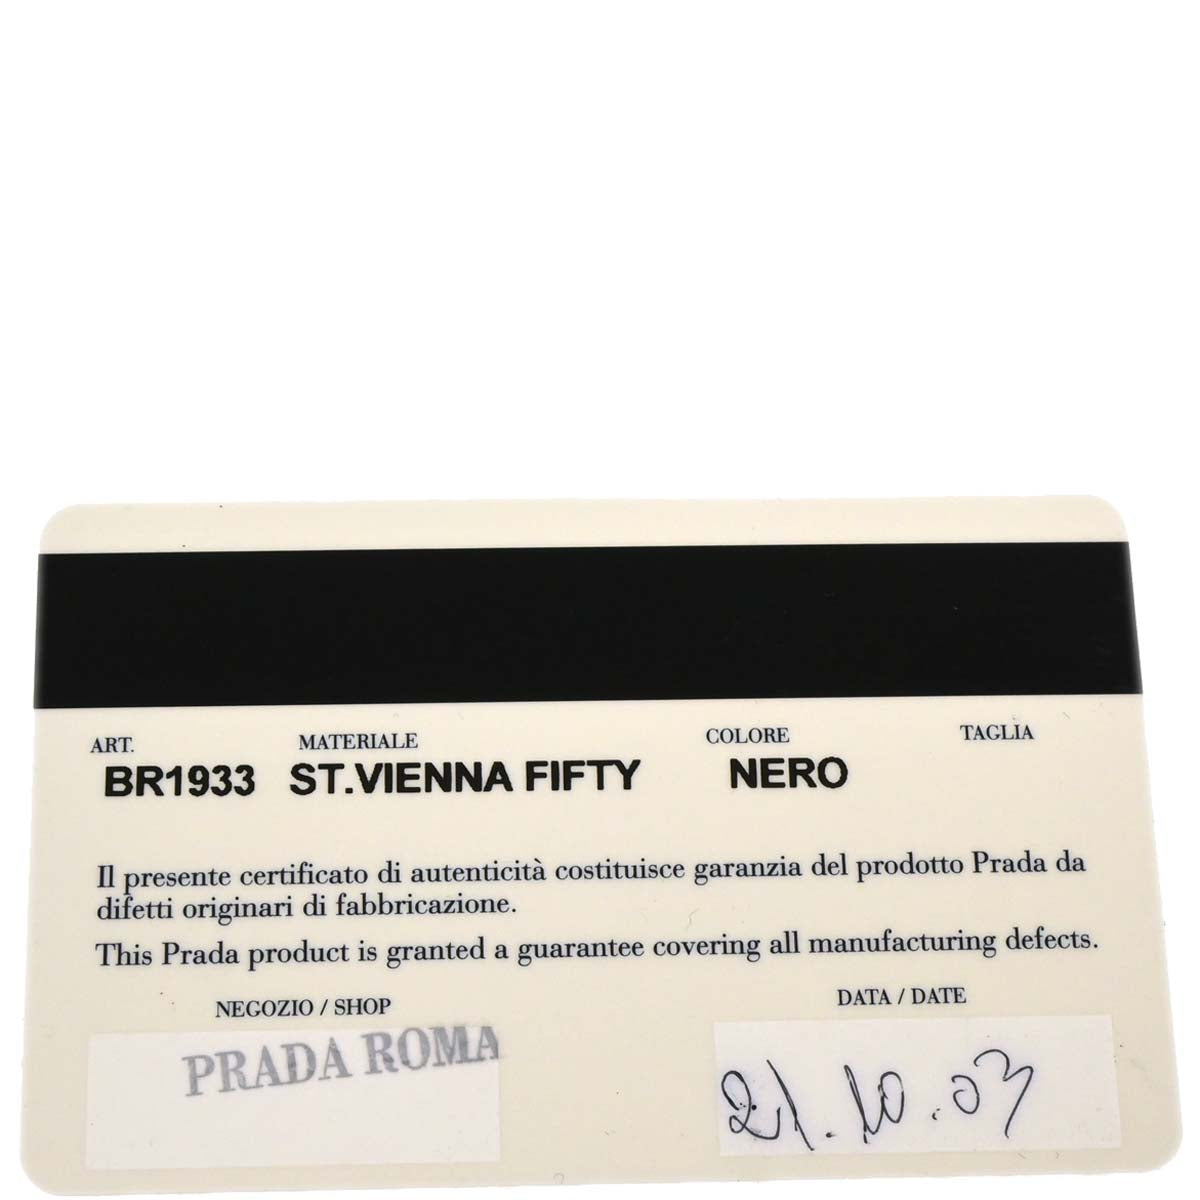 ART. MATERIALE COLORE TAGLIA
BR1933 ST.VIENNA FIFTY NERO
Il presente certificato di autenticità costituisce garanzia del prodotto Prada da
difetti originari di fabbricazione.
This Prada product is granted a guarantee covering all manufacturing defects.
NEGOZIO / SHOP DATA / DATE
PRADA ROMA 21.10.03